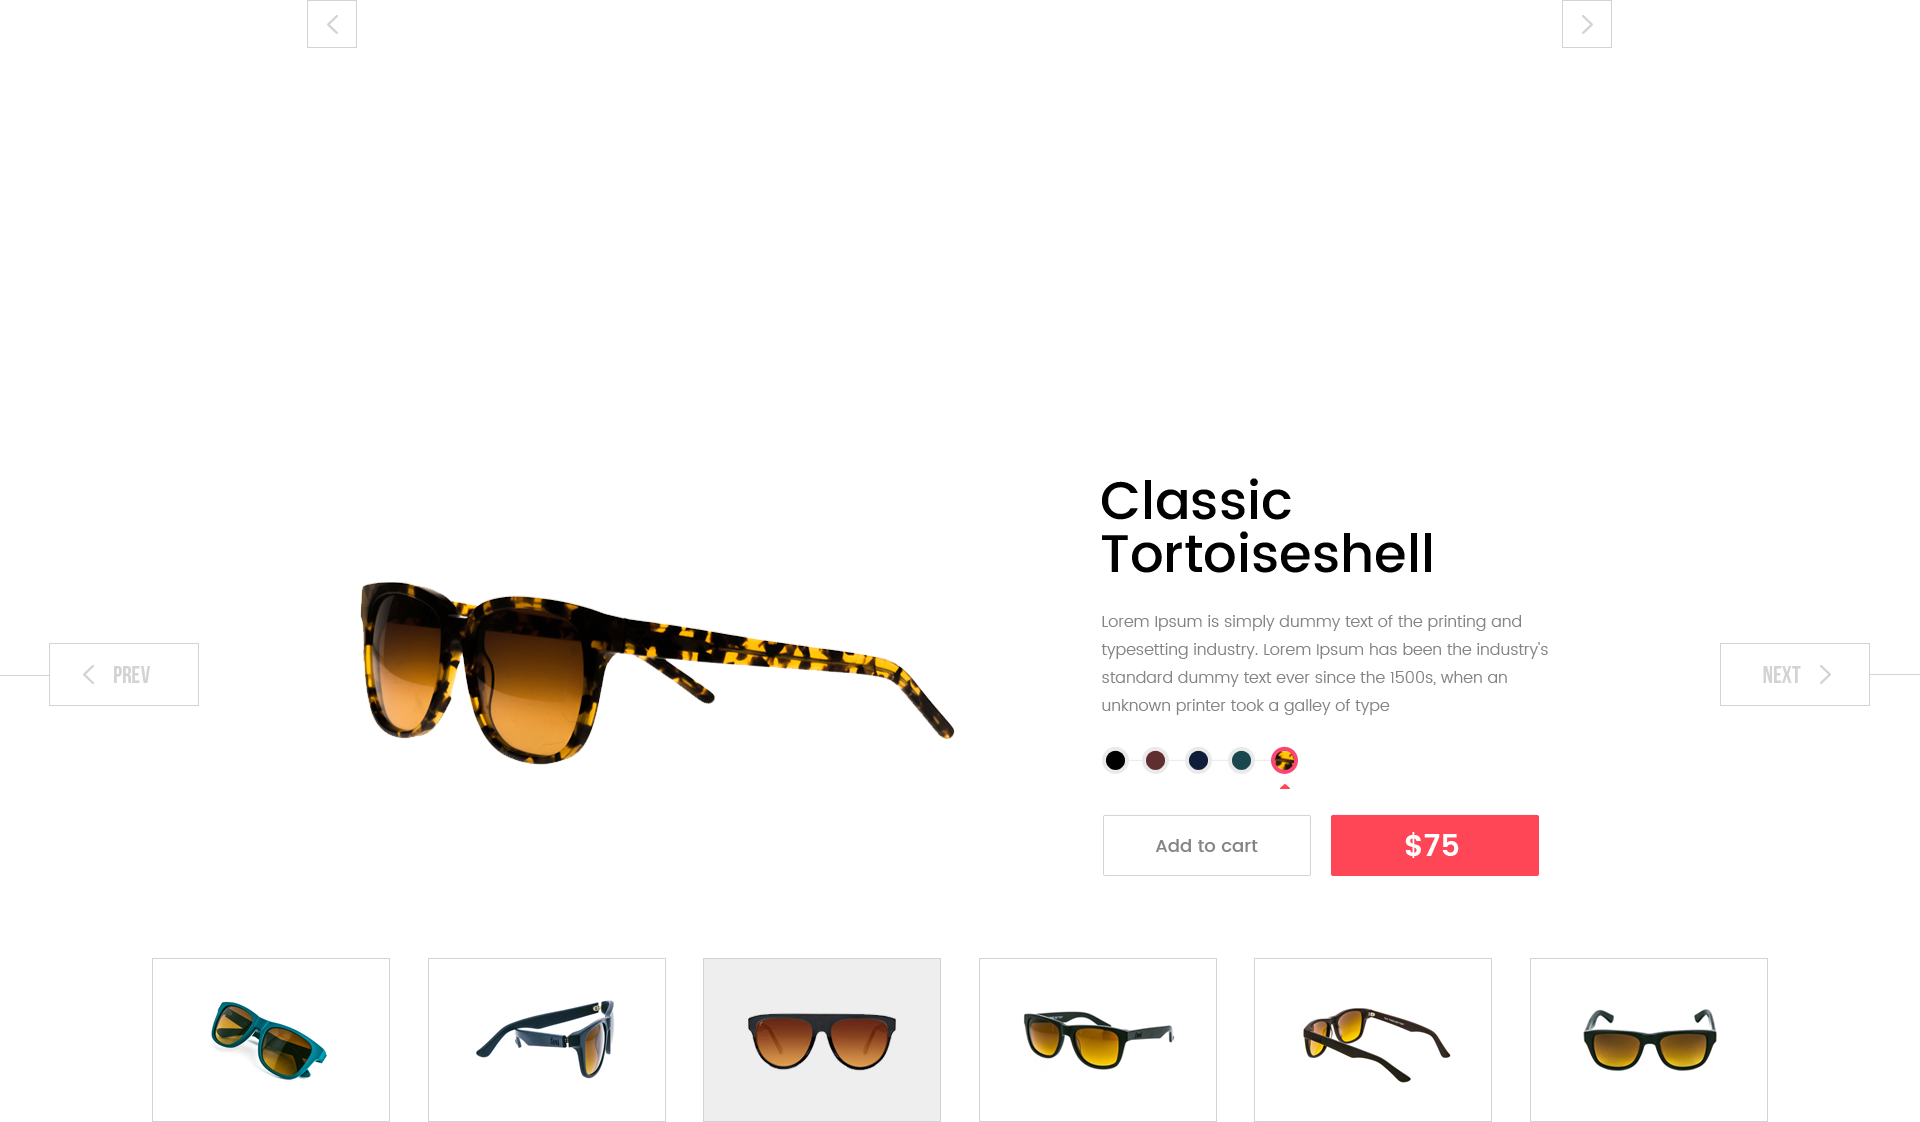 Classic
Tortoiseshell
Lorem Ipsum is simply dummy text of the printing and
typesetting industry. Lorem Ipsum has been the industry's
standard dummy text ever since the 1500s, when an
unknown printer took a galley of type
PREV
NEXT
Add to cart
$75